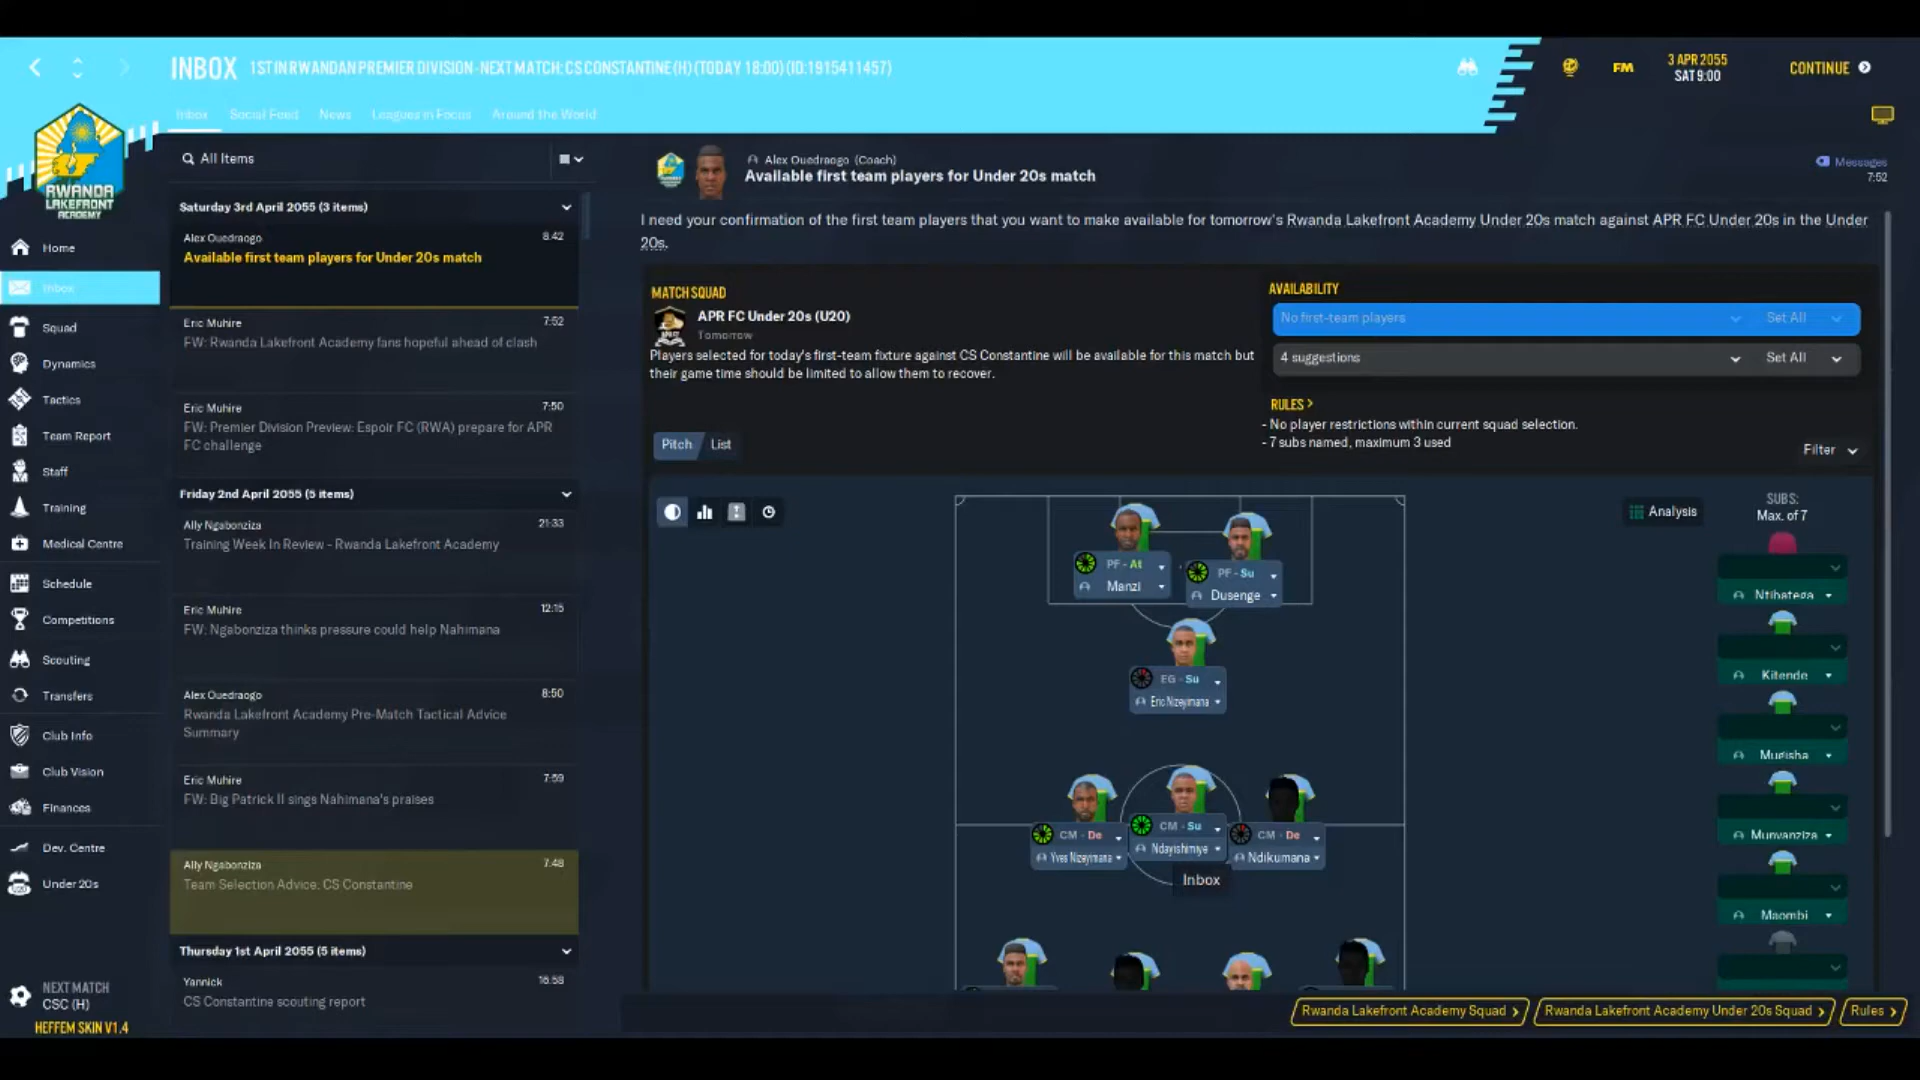 INBOX
1ST IN RWANDAN PREMIER DIVISION - NEXT MATCH: CS CONSTANTINE (H) (TODAY 18:00) (ID:1915411457)
FM
3 APR 2055
SAT 9:00
CONTINUE
Inbox
Social Feed
News
Leagues in Focus
Around the World
RWANDA
LAKEFRONT
ACADEMY
Home
Inbox
Squad
Dynamics
Tactics
Team Report
Staff
Training
Medical Centre
Schedule
Competitions
Scouting
Transfers
Club Info
Club Vision
Finances
Dev. Centre
Under 20s
NEXT MATCH
CSC (H)
HEFFEM SKIN V1.4
All Items
Saturday 3rd April 2055 (3 items)
Alex Ouedraogo 8:42
Available first team players for Under 20s match
Eric Muhire 7:52
FW: Rwanda Lakefront Academy fans hopeful ahead of clash
Eric Muhire 7:50
FW: Premier Division Preview: Espoir FC (RWA) prepare for APR
FC challenge
Friday 2nd April 2055 (5 items)
Ally Ngabonziza 21:33
Training Week In Review - Rwanda Lakefront Academy
Eric Muhire 12:15
FW: Ngabonziza thinks pressure could help Nahimana
Alex Ouedraogo 8:50
Rwanda Lakefront Academy Pre-Match Tactical Advice
Summary
Eric Muhire 7:59
FW: Big Patrick II sings Nahimana's praises
Ally Ngabonziza 7:48
Team Selection Advice: CS Constantine
Thursday 1st April 2055 (5 items)
Yannick 16:58
CS Constantine scouting report
Alex Ouedraogo (Coach)
Available first team players for Under 20s match
Messages
7:52
I need your confirmation of the first team players that you want to make available for tomorrow's Rwanda Lakefront Academy Under 20s match against APR FC Under 20s in the Under
20s.
MATCH SQUAD
APR FC Under 20s (U20)
Tomorrow
Players selected for today's first-team fixture against CS Constantine will be available for this match but
their game time should be limited to allow them to recover.
AVAILABILITY
No first-team players
Set All
4 suggestions
Set All
RULES >
- No player restrictions within current squad selection.
- 7 subs named, maximum 3 used
Pitch
List
Filter
Analysis
SUBS:
Max. of 7
PF - At
Manzi
PF - Su
Dusenge
EG - Su
Eric Nizeyimana
CM - De
Yves Nizeyimana
CM - Su
Ndayishimiye
CM - De
Ndikumana
Inbox
Ntibatega
Kitende
Mugisha
Munyanziza
Maombi
Rwanda Lakefront Academy Squad >
Rwanda Lakefront Academy Under 20s Squad >
Rules >